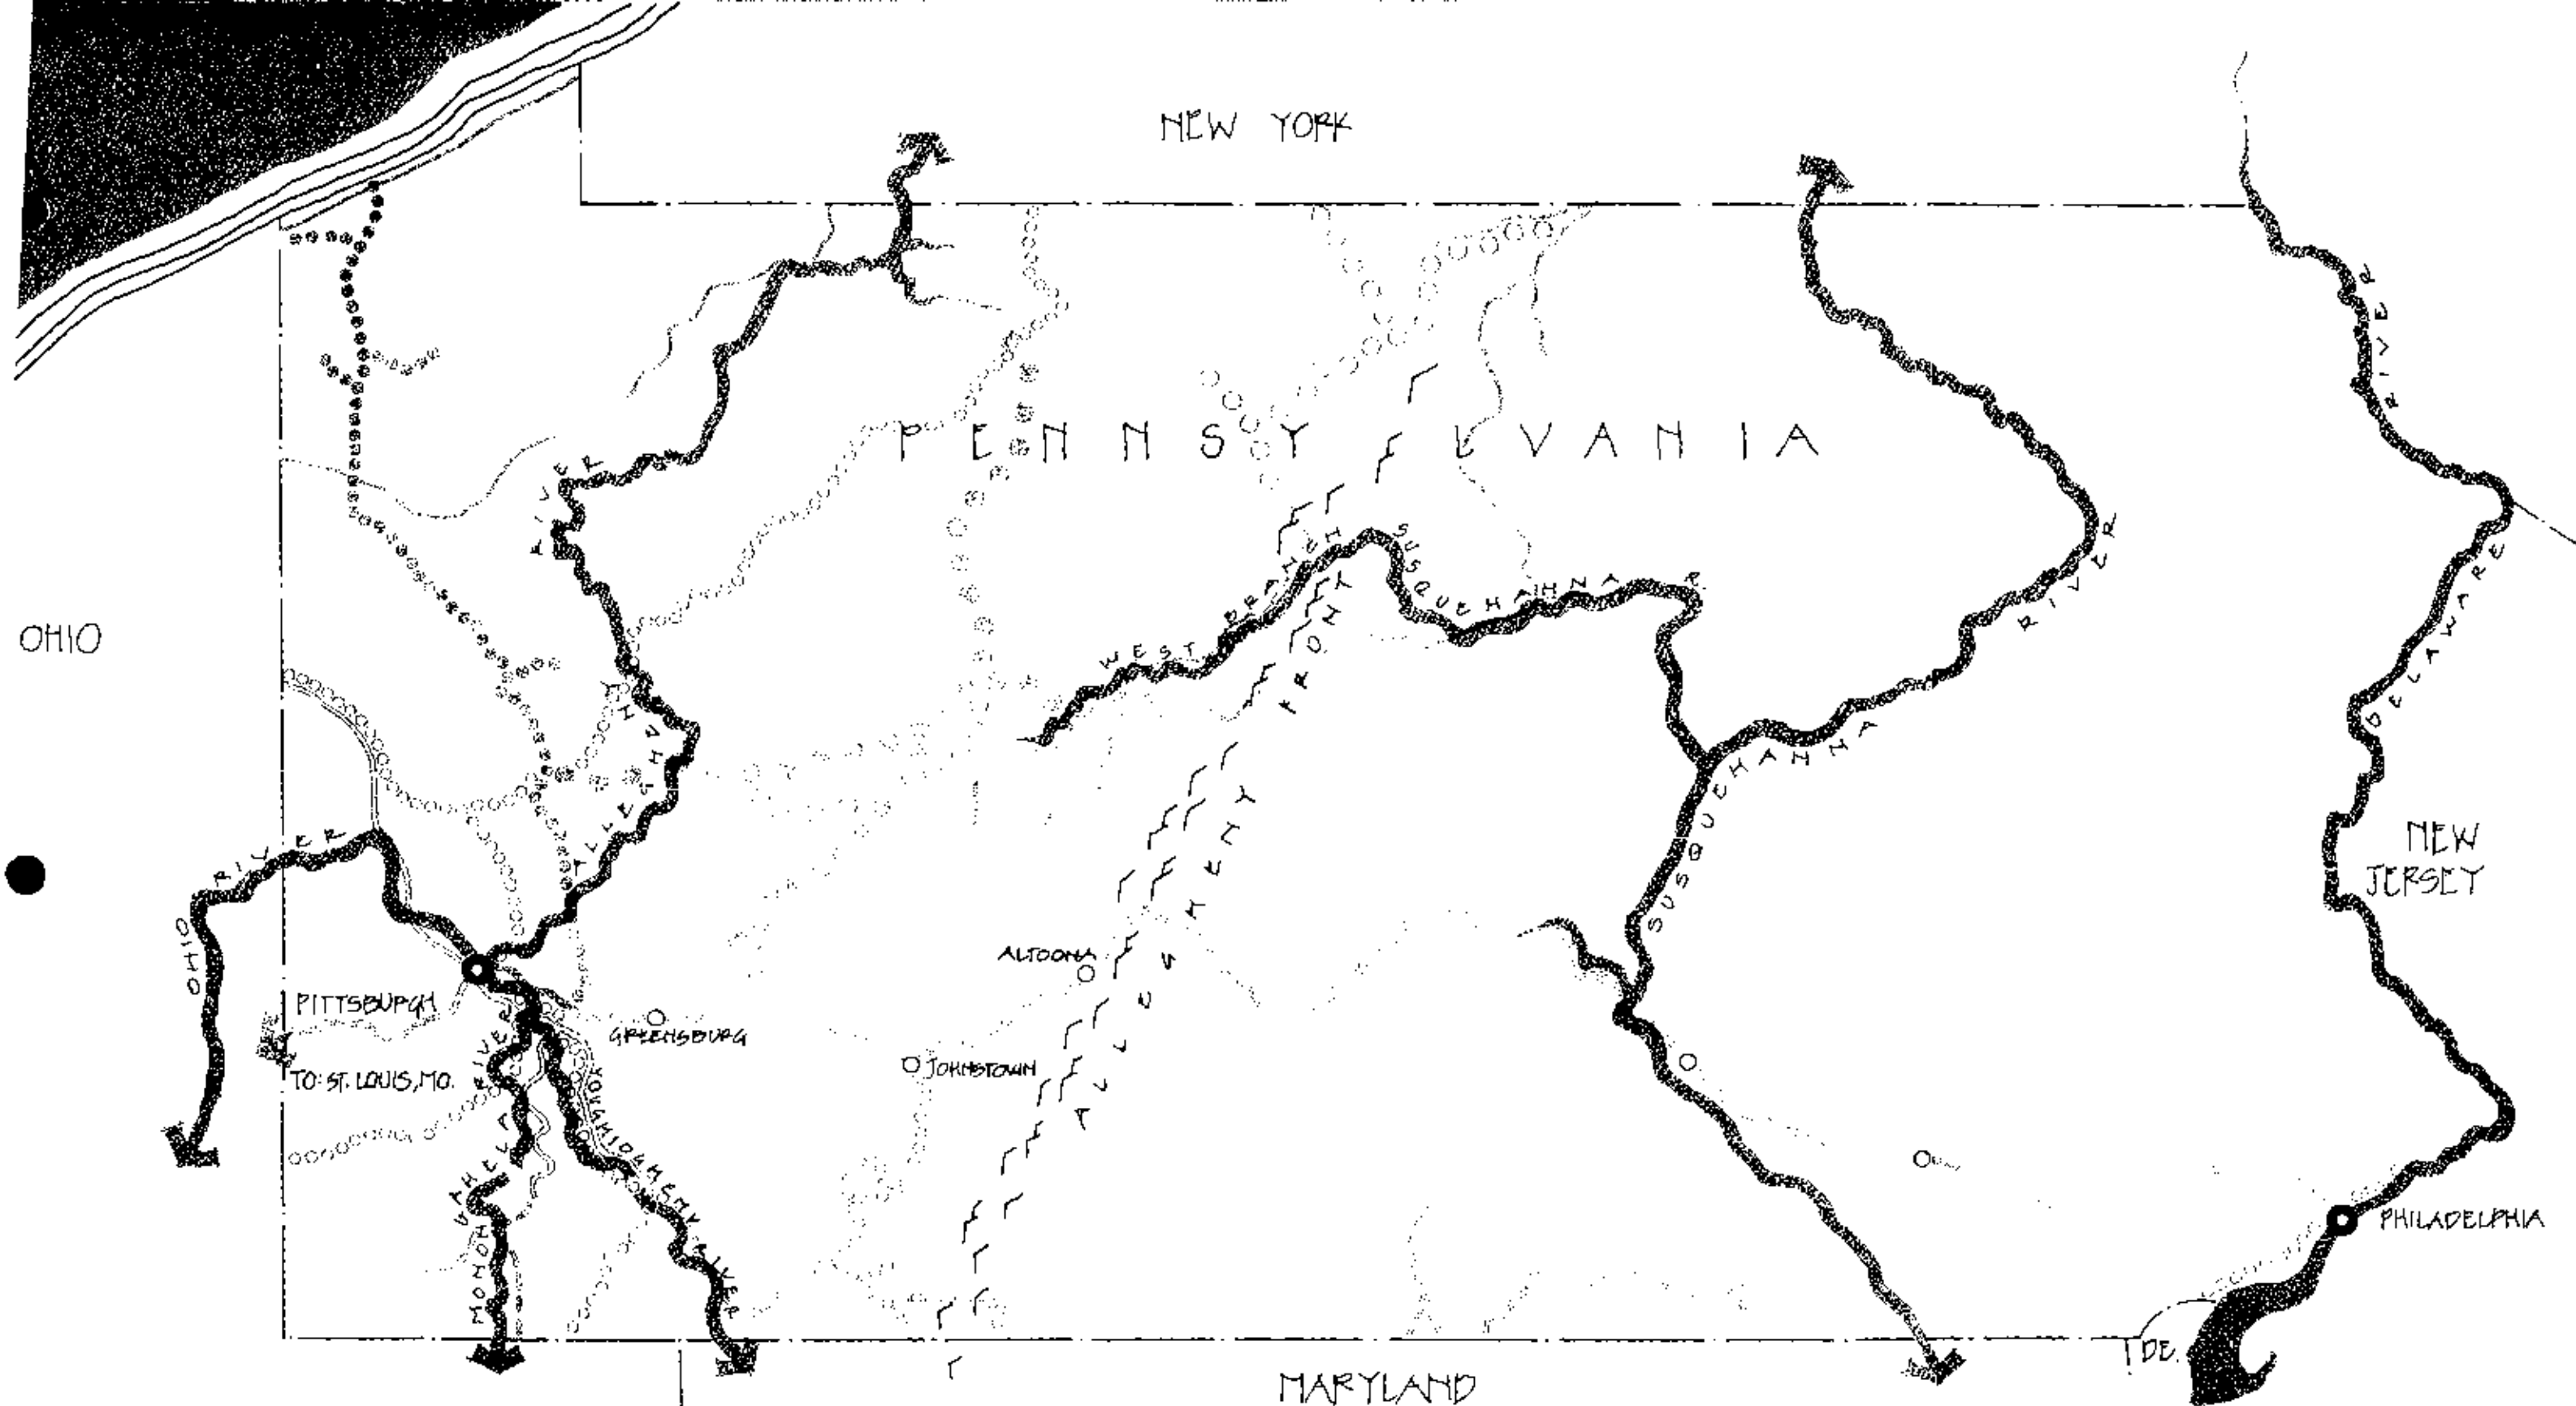 NEW YORK
PENNSYLVANIA
RIVER
RIVER
OHIO
WEST BRANCH SUSQUEHANNA R.
ALLEGHENY FRONT
SUSQUEHANNA RIVER
DELAWARE
ALLEGHENY
NEW
JERSEY
OHIO RIVER
ALTOONA
PITTSBURGH
GREENSBURG
JOHNSTOWN
TO: ST. LOUIS, MO.
MONONGAHELA RIVER
YOUGHIOGHENY RIVER
PHILADELPHIA
DE.
MARYLAND